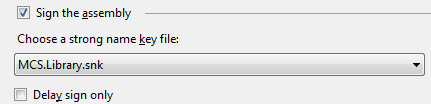 Sign the assembly
Choose a strong name key file:
MCS.Library.snk
Delay sign only